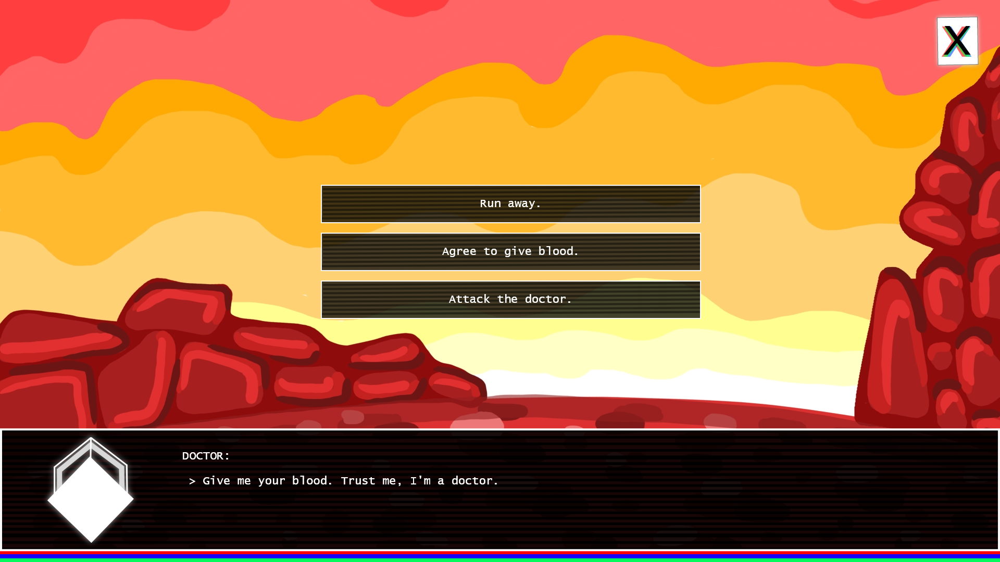 X
Run away.
Agree to give blood.
Attack the doctor.
DOCTOR:
> Give me your blood. Trust me, I'm a doctor.